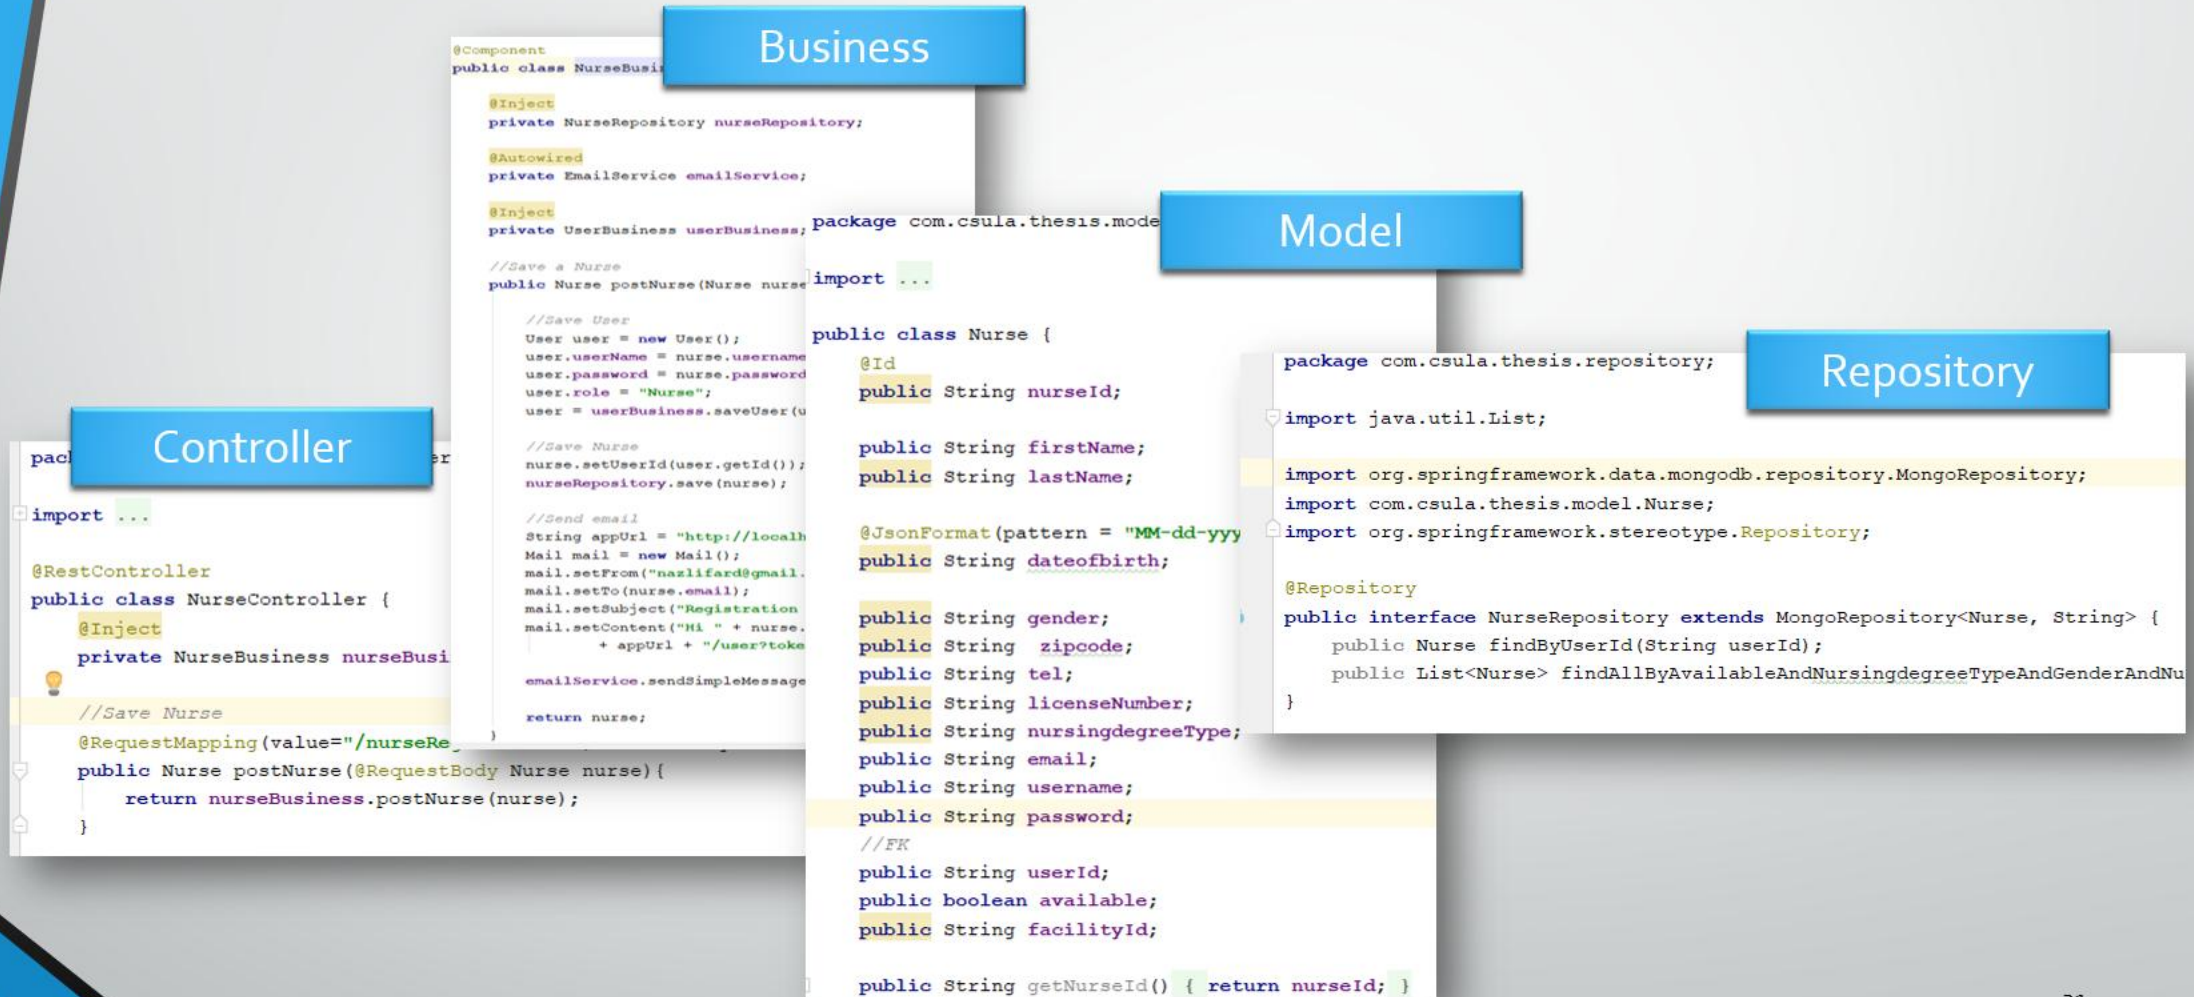 Business
@Component
public class NurseBusi
@Inject
private NurseRepository nurseRepository;
@Autowired
private EmailService emailService;
@Inject
private UserBusiness userBusiness;
//Save a Nurse
public Nurse postNurse(Nurse nurse
//Save User
User user = new User();
user.userName = nurse.username
user.password = nurse.password
user.role = "Nurse";
user = userBusiness.saveUser(u
//Save Nurse
nurse.setUserId(user.getId());
nurseRepository.save(nurse);
//Send email
String appUrl = "http://localh
Mail mail = new Mail();
mail.setFrom("nazlifard@gmail.
mail.setTo(nurse.email);
mail.setSubject("Registration
mail.setContent("Hi " + nurse.
+ appUrl + "/user?toke
emailService.sendSimpleMessage
return nurse;
}
Model
package com.csula.thesis.mode
import ...
public class Nurse {
@Id
public String nurseId;
public String firstName;
public String lastName;
@JsonFormat(pattern = "MM-dd-yyy
public String dateofbirth;
public String gender;
public String zipcode;
public String tel;
public String licenseNumber;
public String nursingdegreeType;
public String email;
public String username;
public String password;
//FK
public String userId;
public boolean available;
public String facilityId;
public String getNurseId() { return nurseId; }
Repository
package com.csula.thesis.repository;
import java.util.List;
import org.springframework.data.mongodb.repository.MongoRepository;
import com.csula.thesis.model.Nurse;
import org.springframework.stereotype.Repository;
@Repository
public interface NurseRepository extends MongoRepository<Nurse, String> {
public Nurse findByUserId(String userId);
public List<Nurse> findAllByAvailableAndNursingdegreeTypeAndGenderAndNu
}
Controller
pac er
import ...
@RestController
public class NurseController {
@Inject
private NurseBusiness nurseBusi
//Save Nurse
@RequestMapping(value="/nurseRe
public Nurse postNurse(@RequestBody Nurse nurse){
return nurseBusiness.postNurse(nurse);
}